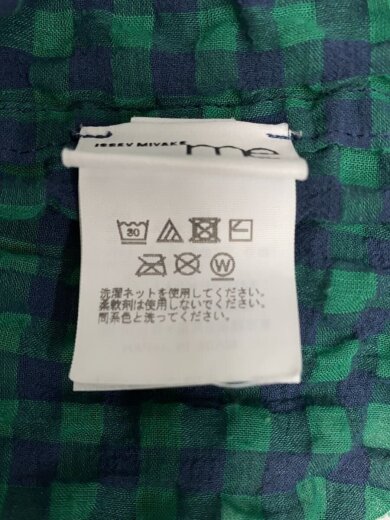 ISSEY MIYAKE me
30
W
洗濯ネットを使用してください。
柔軟剤は使用しないでください。
同系色と洗ってください。